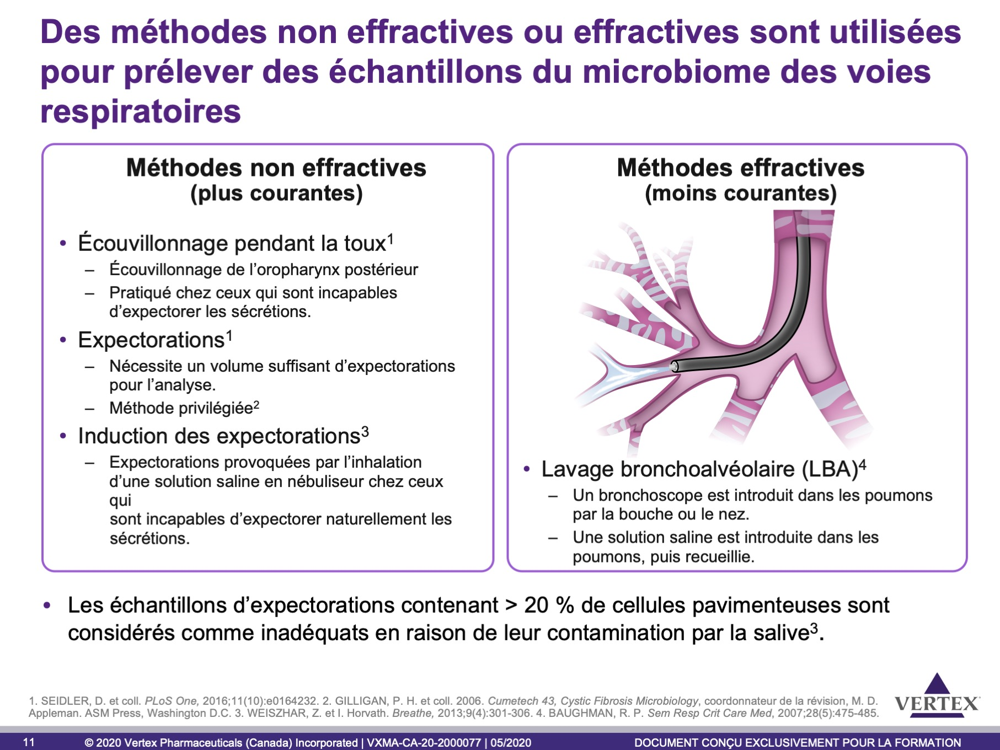 Des méthodes non effractives ou effractives sont utilisées
pour prélever des échantillons du microbiome des voies
respiratoires
Méthodes non effractives
(plus courantes)
• Écouvillonnage pendant la toux¹
– Écouvillonnage de l’oropharynx postérieur
– Pratiqué chez ceux qui sont incapables
d’expectorer les sécrétions.
• Expectorations¹
– Nécessite un volume suffisant d’expectorations
pour l’analyse.
– Méthode privilégiée²
• Induction des expectorations³
– Expectorations provoquées par l’inhalation
d’une solution saline en nébuliseur chez ceux
qui
sont incapables d’expectorer naturellement les
sécrétions.
Méthodes effractives
(moins courantes)
• Lavage bronchoalvéolaire (LBA)⁴
– Un bronchoscope est introduit dans les poumons
par la bouche ou le nez.
– Une solution saline est introduite dans les
poumons, puis recueillie.
• Les échantillons d’expectorations contenant > 20 % de cellules pavimenteuses sont
considérés comme inadéquats en raison de leur contamination par la salive³.
1. SEIDLER, D. et coll. PLoS One, 2016;11(10):e0164232. 2. GILLIGAN, P. H. et coll. 2006. Cumetech 43, Cystic Fibrosis Microbiology, coordonnateur de la révision, M. D.
Appleman. ASM Press, Washington D.C. 3. WEISZHAR, Z. et I. Horvath. Breathe, 2013;9(4):301-306. 4. BAUGHMAN, R. P. Sem Resp Crit Care Med, 2007;28(5):475-485.
VERTEX
11
© 2020 Vertex Pharmaceuticals (Canada) Incorporated | VXMA-CA-20-2000077 | 05/2020
DOCUMENT CONÇU EXCLUSIVEMENT POUR LA FORMATION